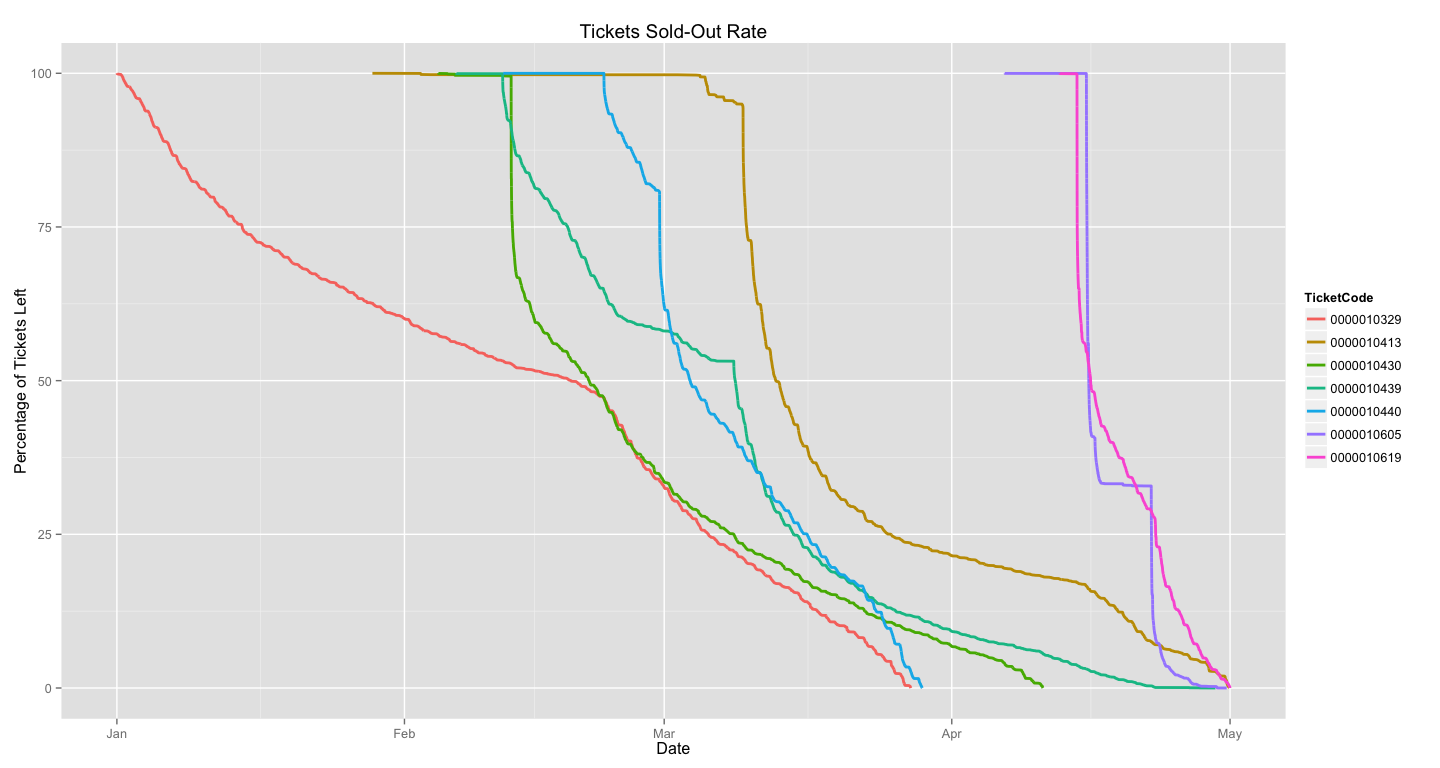 Tickets Sold-Out Rate
Percentage of Tickets Left
100
75
50
25
0
Jan
Feb
Mar
Apr
May
Date
TicketCode
0000010329
0000010413
0000010430
0000010439
0000010440
0000010605
0000010619